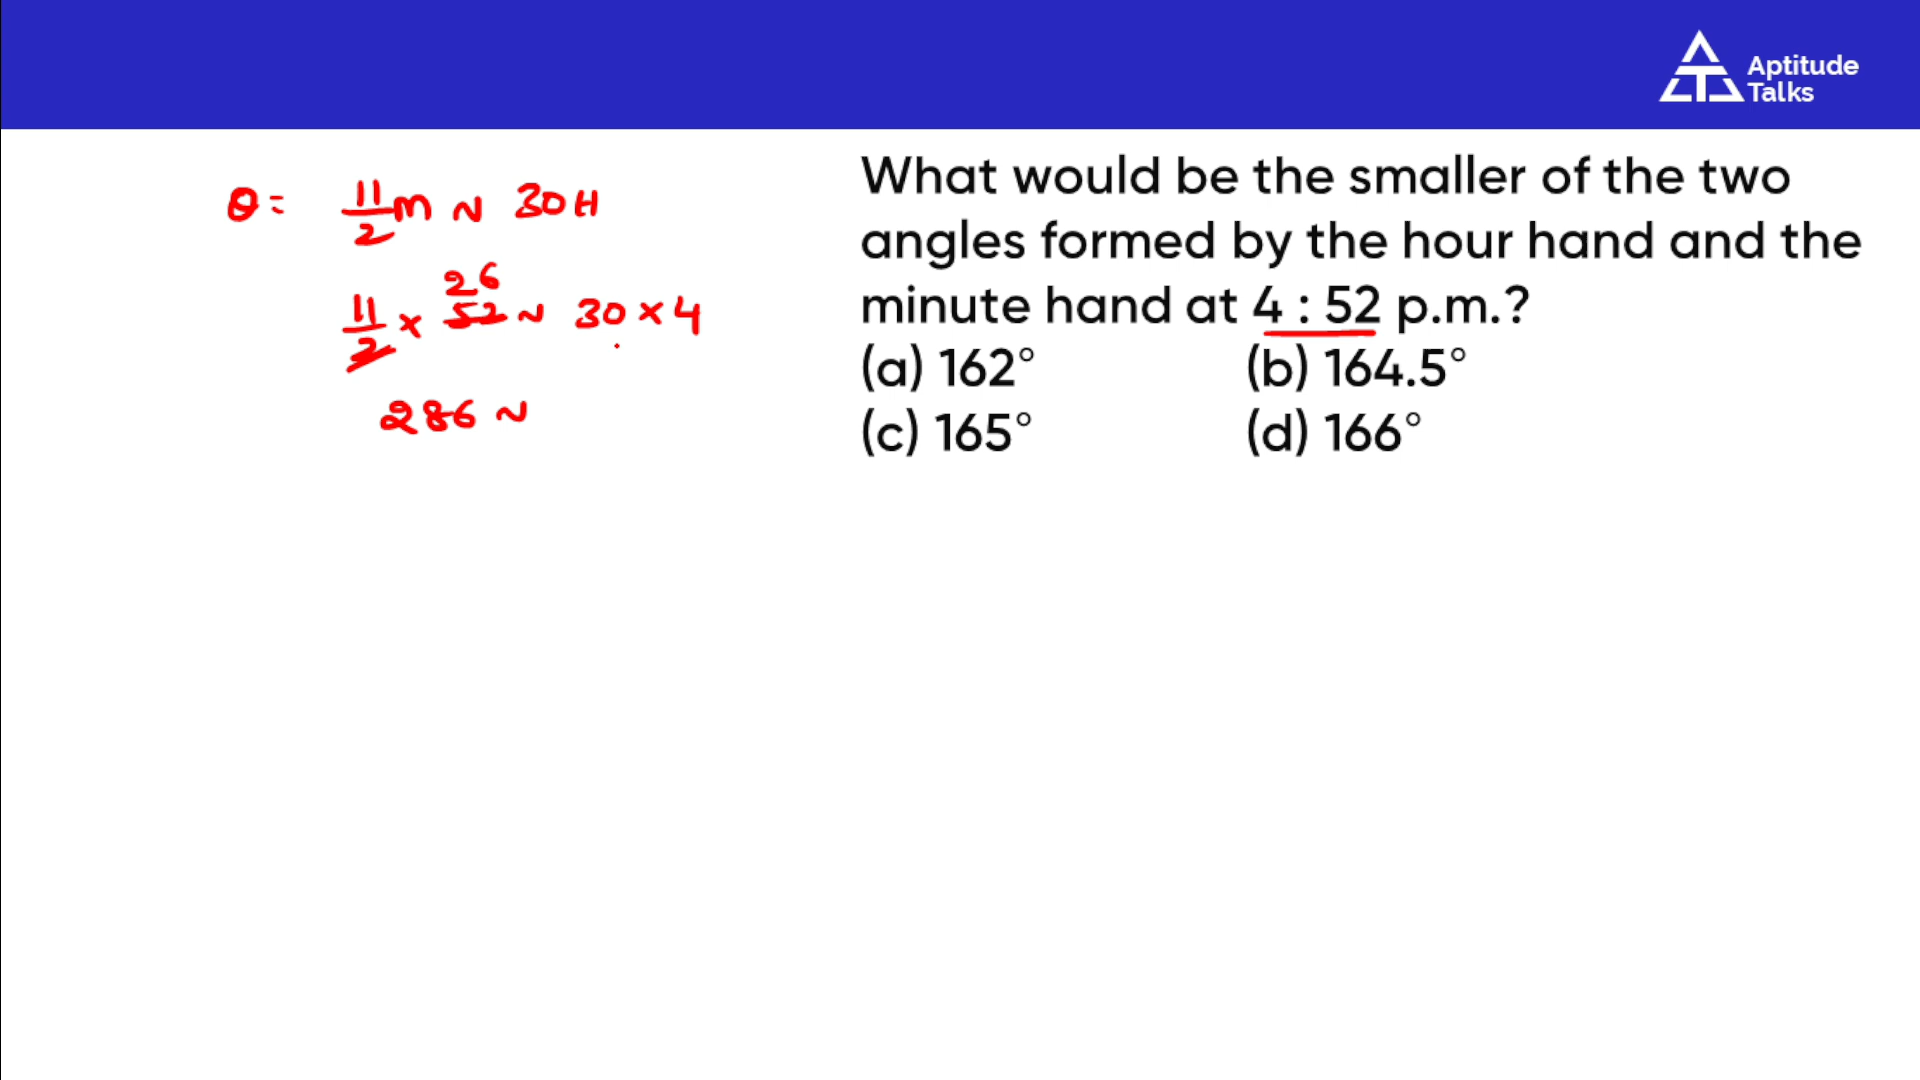 Aptitude
Talks
What would be the smaller of the two
angles formed by the hour hand and the
minute hand at 4 : 52 p.m.?
(a) 162° (b) 164.5°
(c) 165° (d) 166°
θ = 11/2 m ~ 30H
26
11/2 × 52 ~ 30 × 4
286 ~